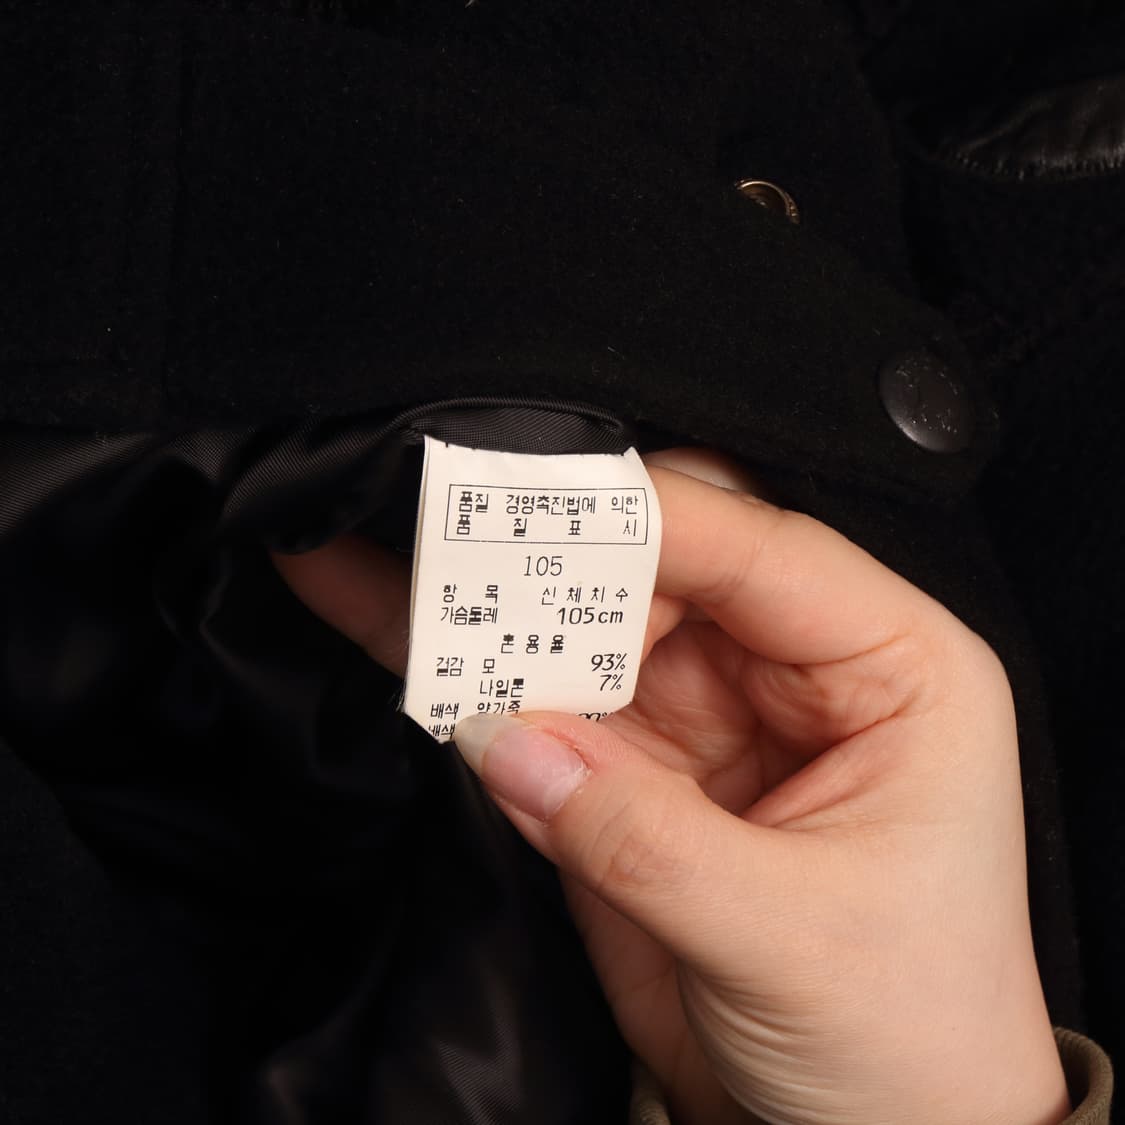 품질 경영촉진법에 의한
품 질 표 시
105
항 목 신 체 치 수
가슴둘레 105cm
혼 용 율
겉감 모 93%
나일론 7%
배색 양가죽
배색